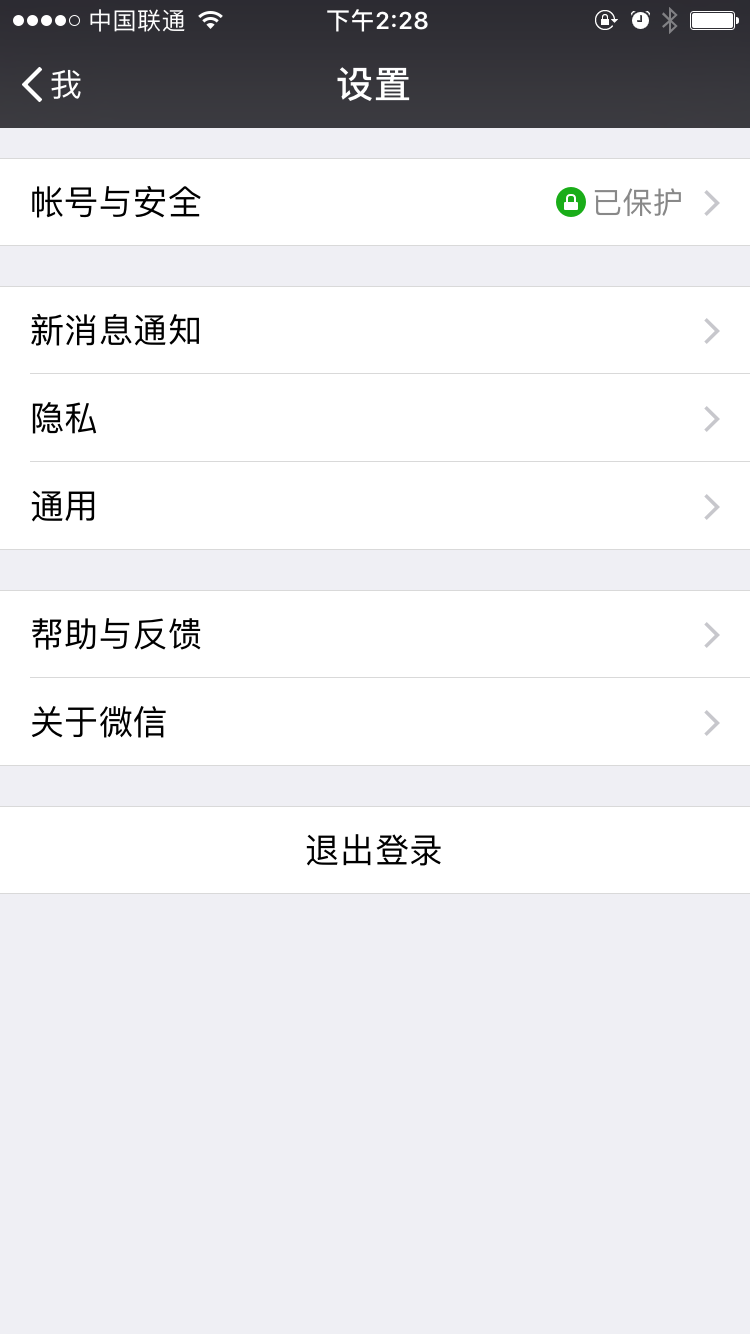 中国联通 下午2:28
我 设置
帐号与安全 已保护
新消息通知
隐私
通用
帮助与反馈
关于微信
退出登录